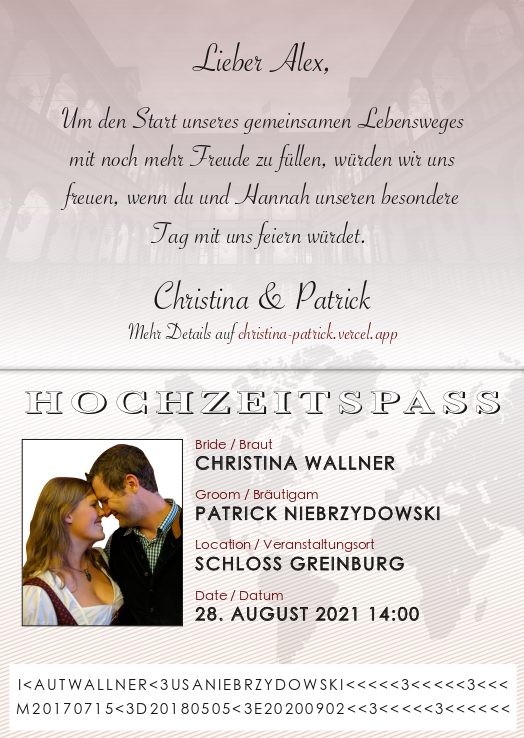 Lieber Alex,
Um den Start unseres gemeinsamen Lebensweges
mit noch mehr Freude zu füllen, würden wir uns
freuen, wenn du und Hannah unseren besondere
Tag mit uns feiern würdet.
Christina & Patrick
Mehr Details auf christina-patrick.vercel.app
HOCHZEITSPASS
Bride / Braut
CHRISTINA WALLNER
Groom / Bräutigam
PATRICK NIEBRZYDOWSKI
Location / Veranstaltungsort
SCHLOSS GREINBURG
Date / Datum
28. AUGUST 2021 14:00
I<AUTWALLNER<3USANIEBRZYDOWSKI<<<<<3<<<<<3<<<
M20170715<3D20180505<3E20200902<<3<<<<<3<<<<<<